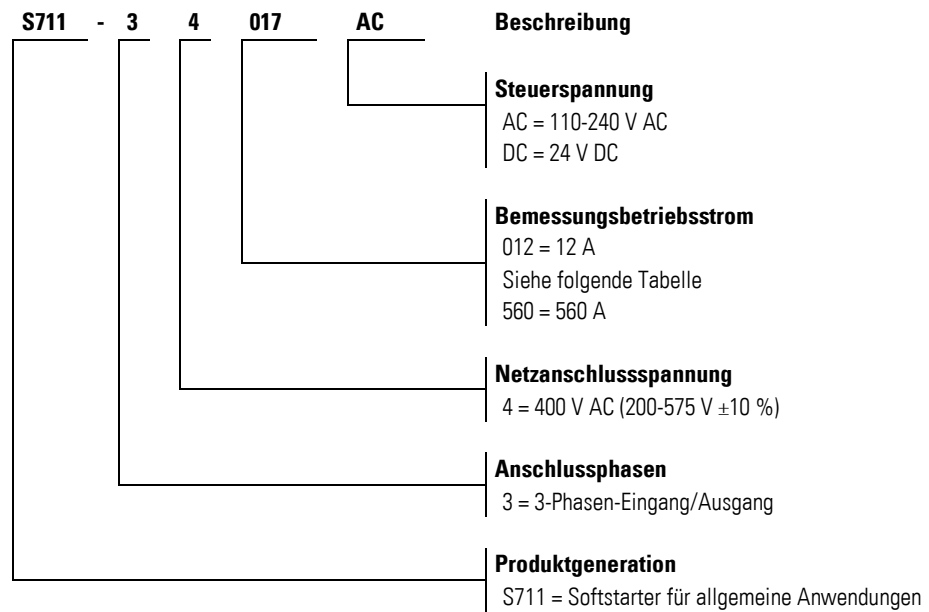 S711 - 3 4 017 AC Beschreibung
Steuerspannung
AC = 110-240 V AC
DC = 24 V DC
Bemessungsbetriebsstrom
012 = 12 A
Siehe folgende Tabelle
560 = 560 A
Netzanschlussspannung
4 = 400 V AC (200-575 V ±10 %)
Anschlussphasen
3 = 3-Phasen-Eingang/Ausgang
Produktgeneration
S711 = Softstarter für allgemeine Anwendungen